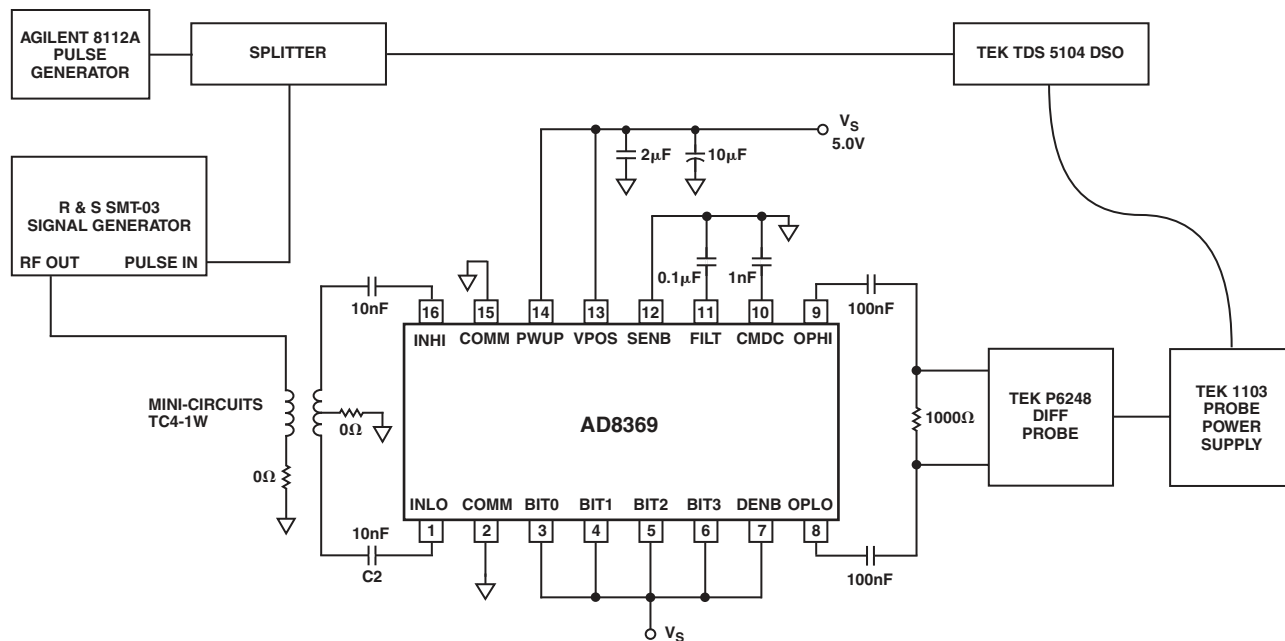 AGILENT 8112A
PULSE
GENERATOR
SPLITTER
TEK TDS 5104 DSO
VS
5.0V
2µF
10µF
R & S SMT-03
SIGNAL GENERATOR
RF OUT
PULSE IN
0.1µF
1nF
10nF
100nF
16
15
14
13
12
11
10
9
INHI
COMM
PWUP
VPOS
SENB
FILT
CMDC
OPHI
MINI-CIRCUITS
TC4-1W
0Ω
0Ω
AD8369
1000Ω
TEK P6248
DIFF
PROBE
TEK 1103
PROBE
POWER
SUPPLY
INLO
COMM
BIT0
BIT1
BIT2
BIT3
DENB
OPLO
1
2
3
4
5
6
7
8
10nF
C2
100nF
VS